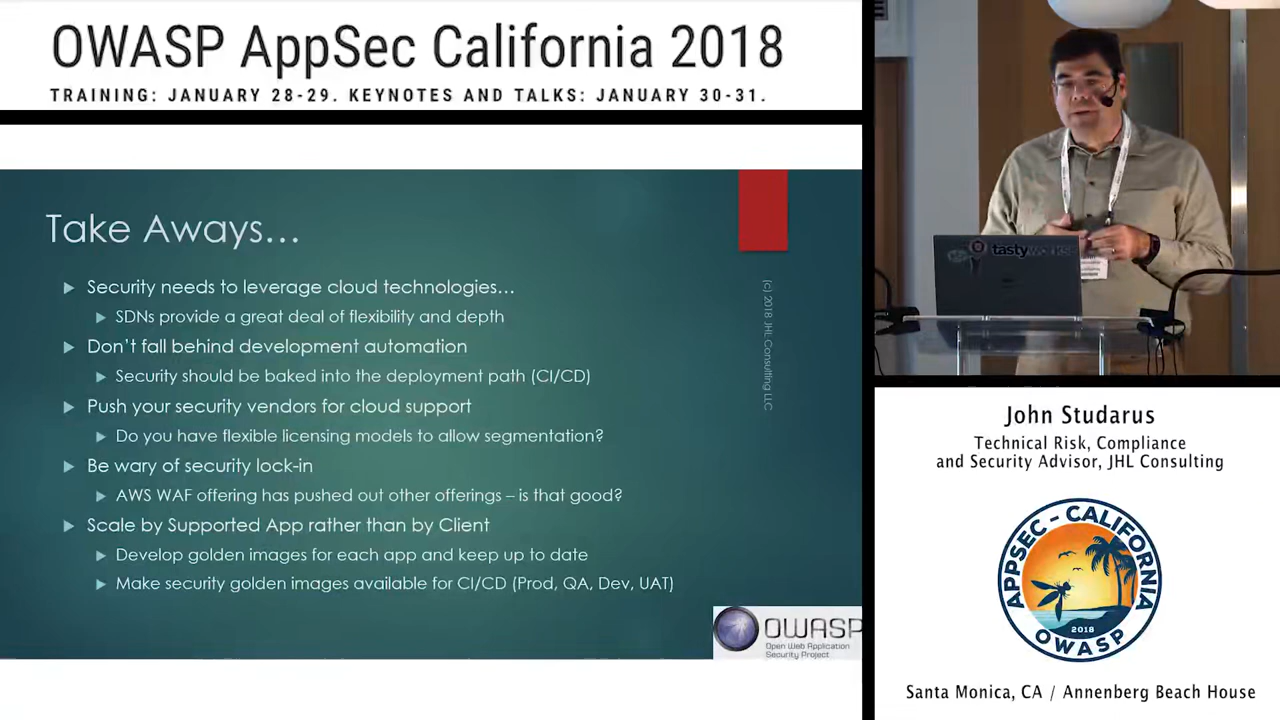 OWASP AppSec California 2018
TRAINING: JANUARY 28-29. KEYNOTES AND TALKS: JANUARY 30-31.
Take Aways...
Security needs to leverage cloud technologies...
SDNs provide a great deal of flexibility and depth
Don't fall behind development automation
Security should be baked into the deployment path (CI/CD)
Push your security vendors for cloud support
Do you have flexible licensing models to allow segmentation?
Be wary of security lock-in
AWS WAF offering has pushed out other offerings – is that good?
Scale by Supported App rather than by Client
Develop golden images for each app and keep up to date
Make security golden images available for CI/CD (Prod, QA, Dev, UAT)
(c) 2018 JHL Consulting LLC
OWASP
Open Web Application
Security Project
tastyworks
John Studarus
Technical Risk, Compliance
and Security Advisor, JHL Consulting
APPSEC - CALIFORNIA
2018
OWASP
Santa Monica, CA / Annenberg Beach House